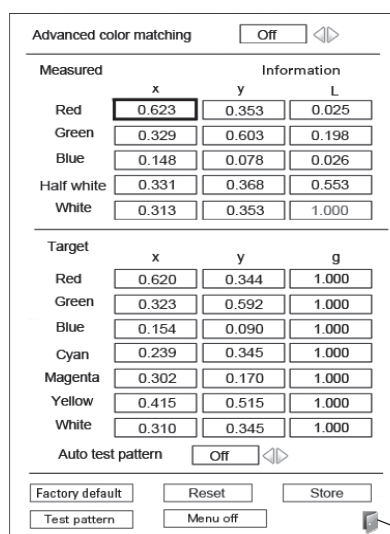 Advanced color matching Off
Measured Information
x y L
Red 0.623 0.353 0.025
Green 0.329 0.603 0.198
Blue 0.148 0.078 0.026
Half white 0.331 0.368 0.553
White 0.313 0.353 1.000
Target
x y g
Red 0.620 0.344 1.000
Green 0.323 0.592 1.000
Blue 0.154 0.090 1.000
Cyan 0.239 0.345 1.000
Magenta 0.302 0.170 1.000
Yellow 0.415 0.515 1.000
White 0.310 0.345 1.000
Auto test pattern Off
Factory default Reset Store
Test pattern Menu off